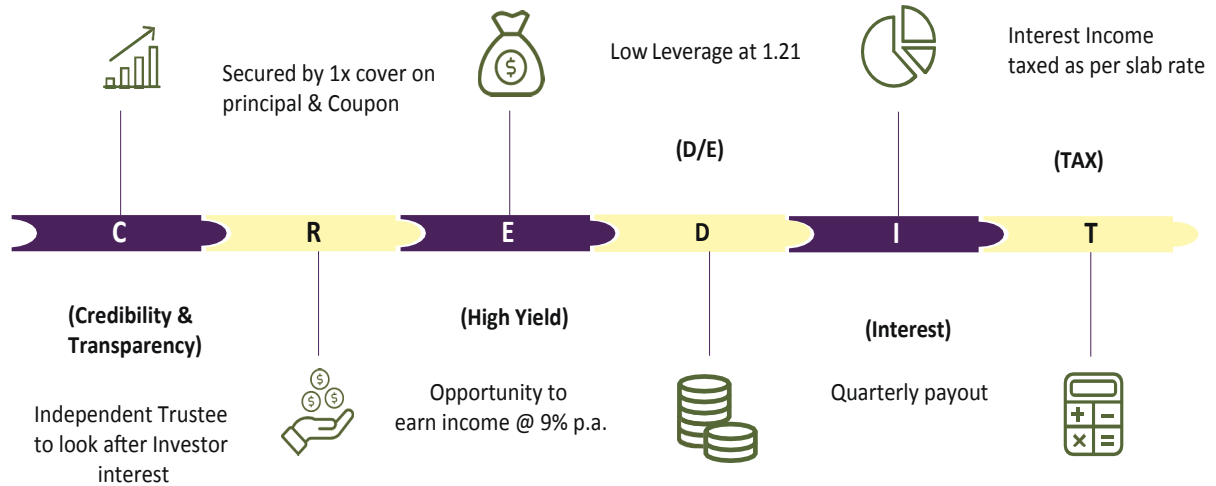 Secured by 1x cover on
principal & Coupon
Low Leverage at 1.21
Interest Income
taxed as per slab rate
(D/E)
(TAX)
C
R
E
D
I
T
(Credibility &
Transparency)
(High Yield)
(Interest)
Independent Trustee
to look after Investor
interest
Opportunity to
earn income @ 9% p.a.
Quarterly payout